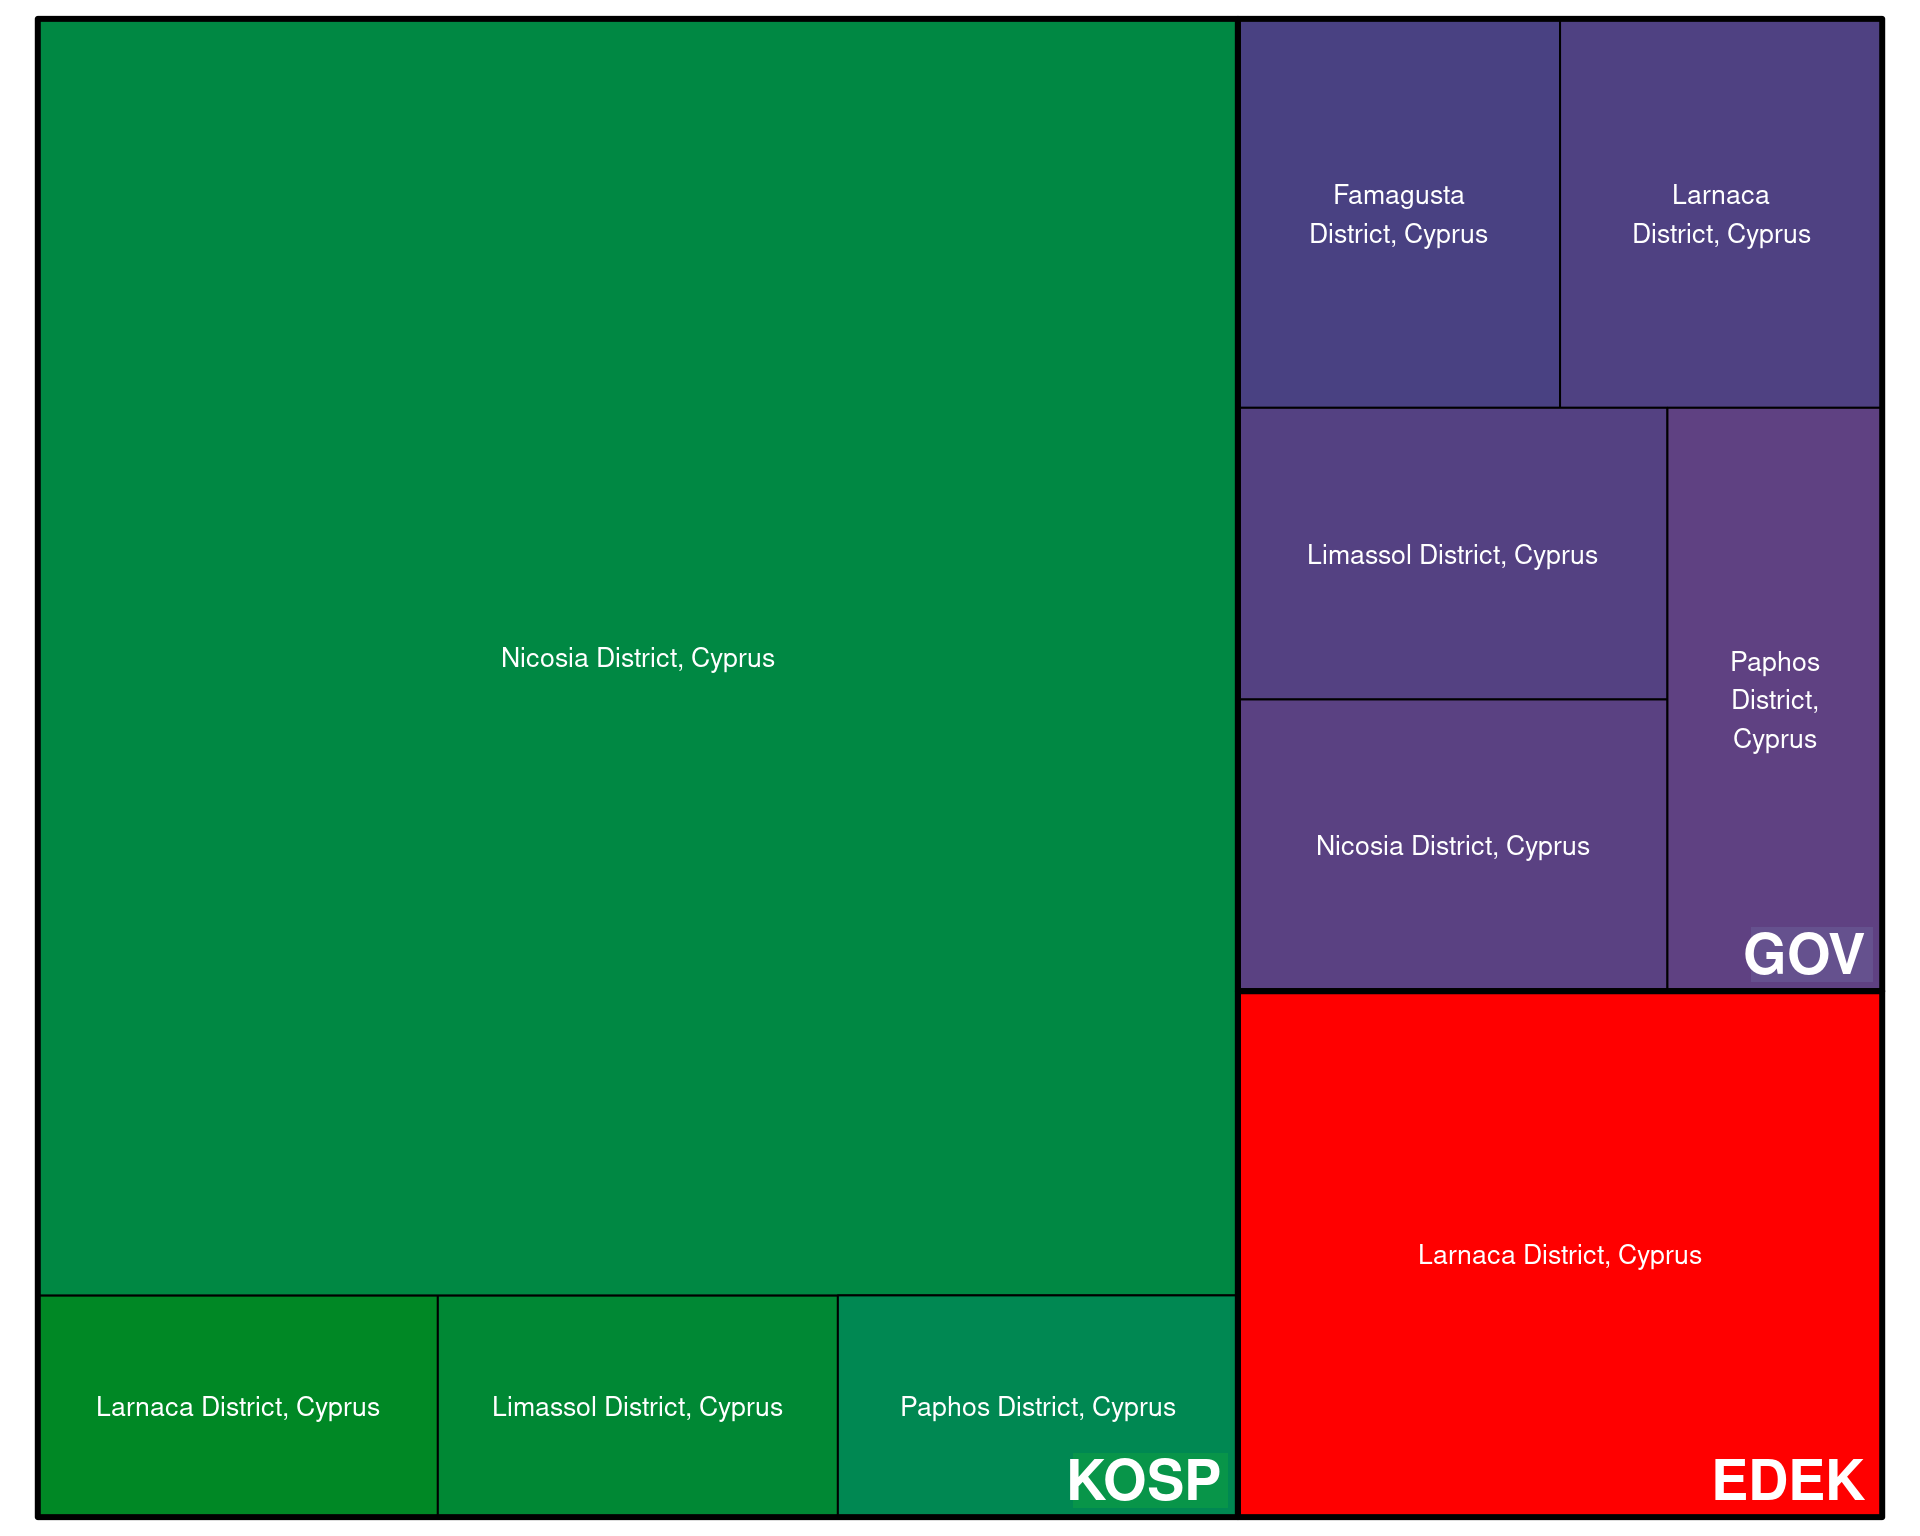 Nicosia District, Cyprus
Larnaca District, Cyprus
Limassol District, Cyprus
Paphos District, Cyprus
KOSP
Famagusta
District, Cyprus
Larnaca
District, Cyprus
Limassol District, Cyprus
Nicosia District, Cyprus
Paphos
District,
Cyprus
GOV
Larnaca District, Cyprus
EDEK